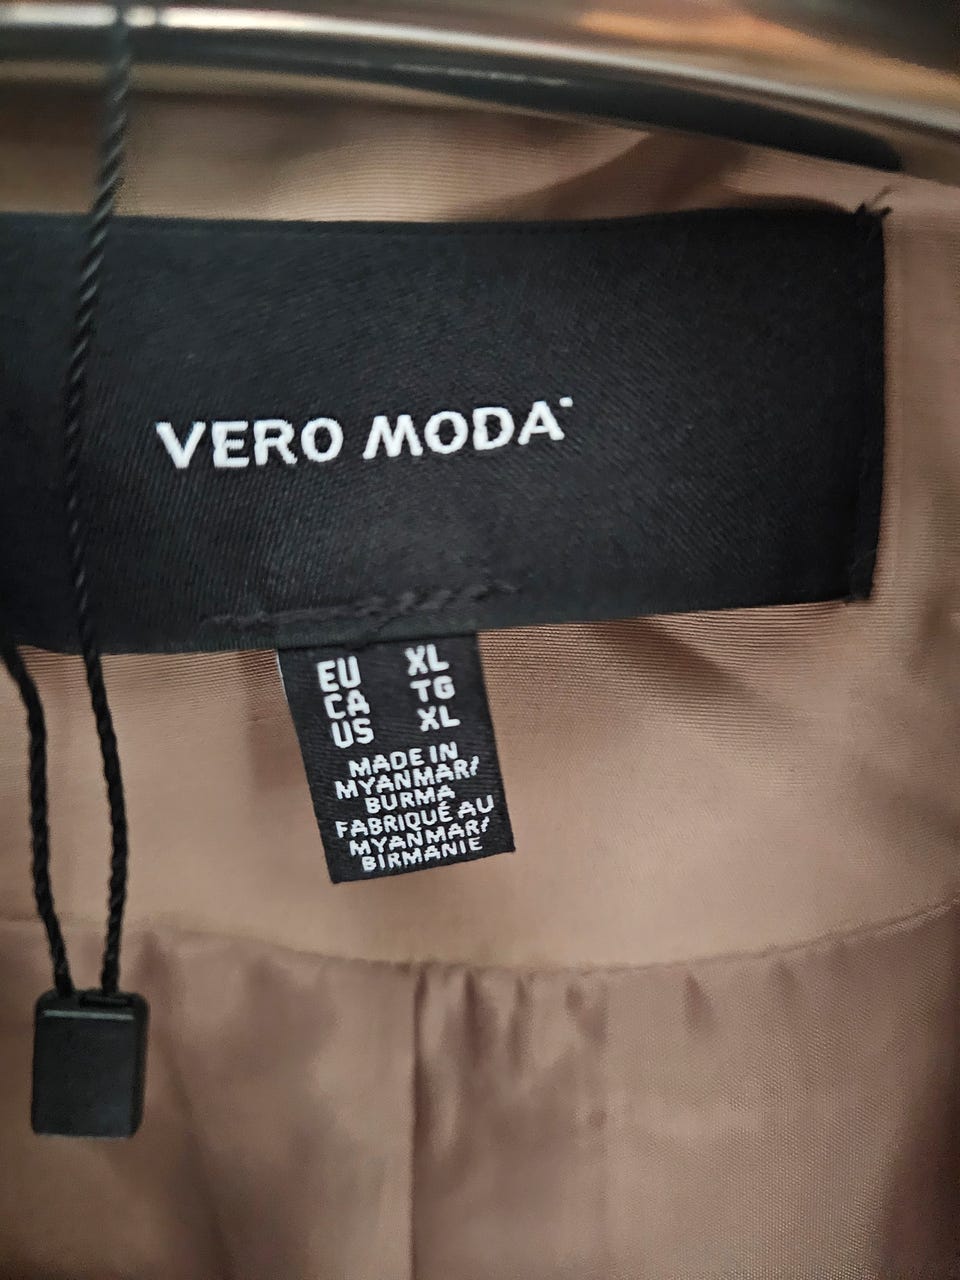 VERO MODA
EU XL
CA TG
US XL
MADE IN
MYANMAR/
BURMA
FABRIQUÉ AU
MYANMAR/
BIRMANIE